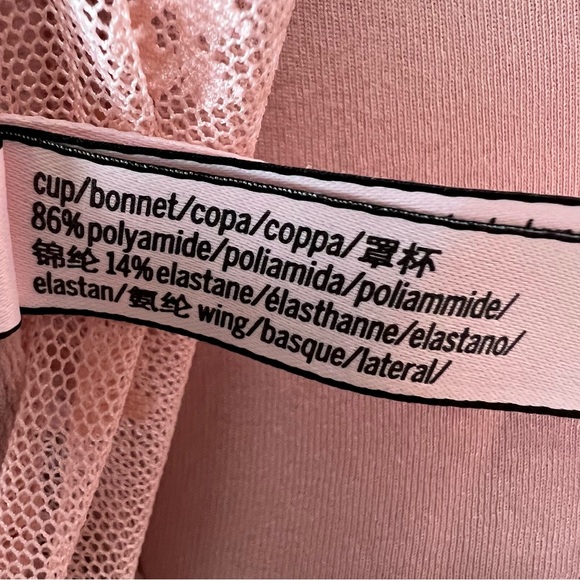 cup/bonnet/copa/coppa/罩杯
86% polyamide/poliamida/poliammide/
锦纶 14% elastane/élasthanne/elastano/
elastan/氨纶 wing/basque/lateral/